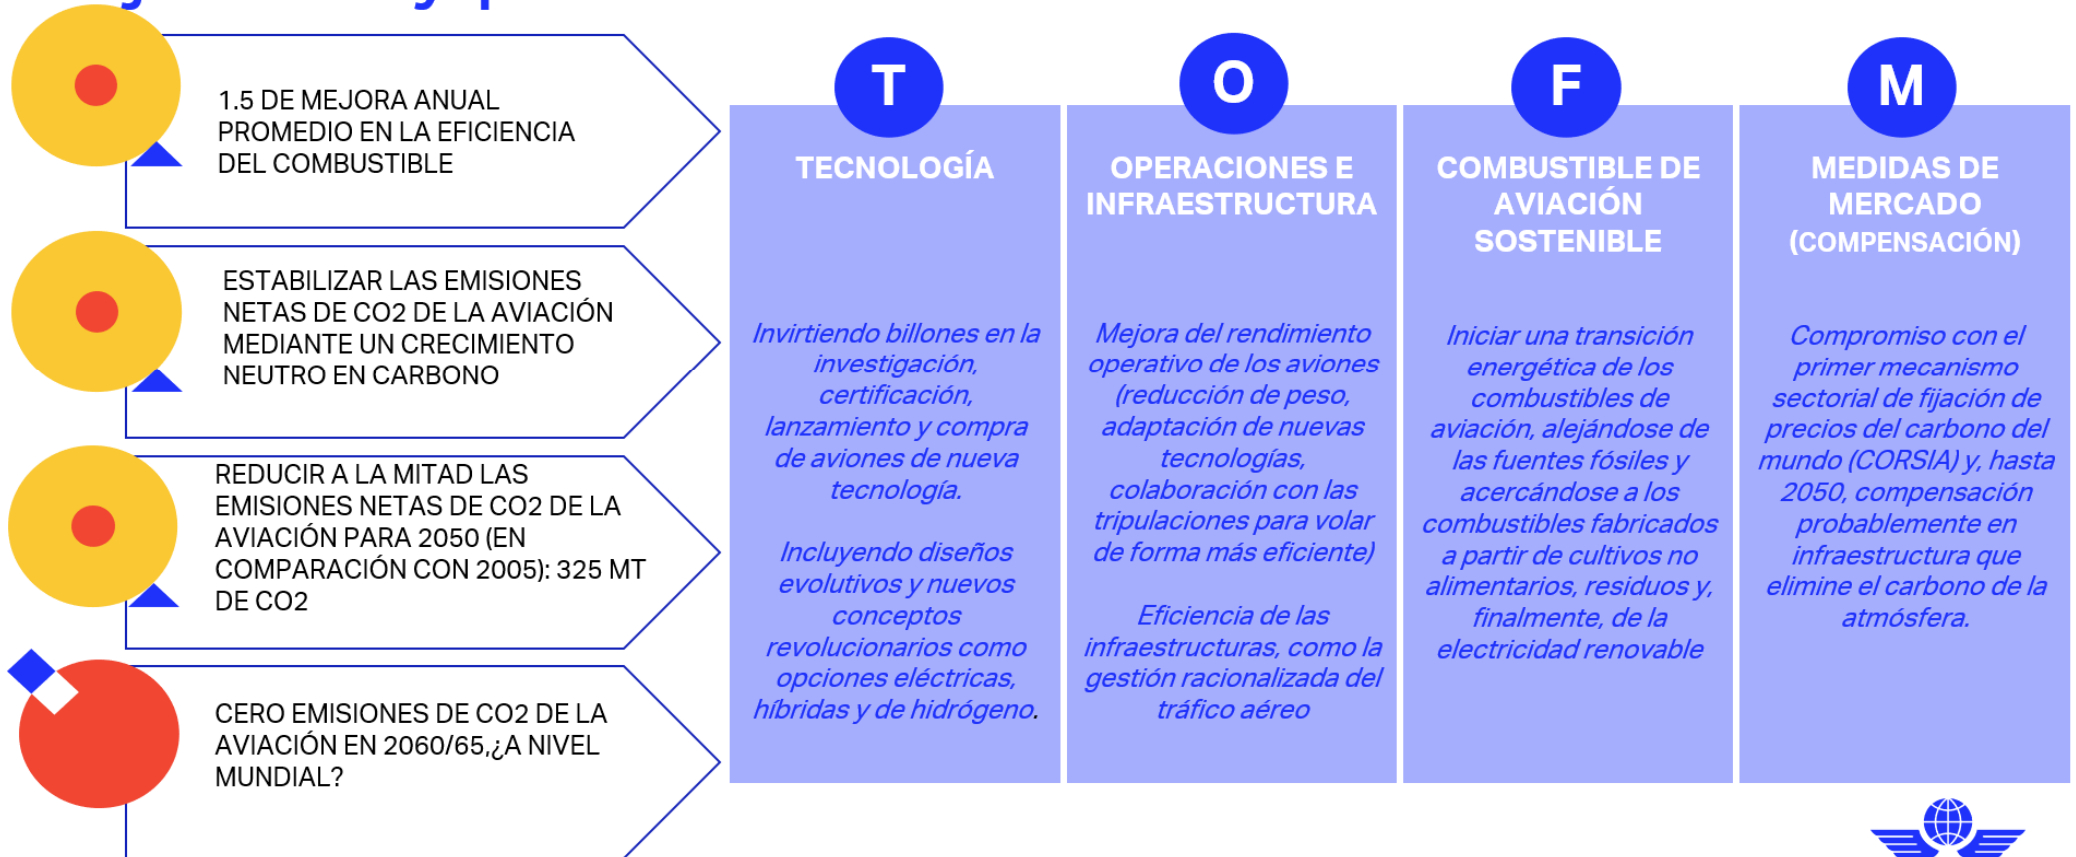 1.5 DE MEJORA ANUAL
PROMEDIO EN LA EFICIENCIA
DEL COMBUSTIBLE
ESTABILIZAR LAS EMISIONES
NETAS DE CO2 DE LA AVIACIÓN
MEDIANTE UN CRECIMIENTO
NEUTRO EN CARBONO
REDUCIR A LA MITAD LAS
EMISIONES NETAS DE CO2 DE LA
AVIACIÓN PARA 2050 (EN
COMPARACIÓN CON 2005): 325 MT
DE CO2
CERO EMISIONES DE CO2 DE LA
AVIACIÓN EN 2060/65,¿A NIVEL
MUNDIAL?
T
TECNOLOGÍA
Invirtiendo billones en la
investigación,
certificación,
lanzamiento y compra
de aviones de nueva
tecnología.
Incluyendo diseños
evolutivos y nuevos
conceptos
revolucionarios como
opciones eléctricas,
híbridas y de hidrógeno.
O
OPERACIONES E
INFRAESTRUCTURA
Mejora del rendimiento
operativo de los aviones
(reducción de peso,
adaptación de nuevas
tecnologías,
colaboración con las
tripulaciones para volar
de forma más eficiente)
Eficiencia de las
infraestructuras, como la
gestión racionalizada del
tráfico aéreo
F
COMBUSTIBLE DE
AVIACIÓN
SOSTENIBLE
Iniciar una transición
energética de los
combustibles de
aviación, alejándose de
las fuentes fósiles y
acercándose a los
combustibles fabricados
a partir de cultivos no
alimentarios, residuos y,
finalmente, de la
electricidad renovable
M
MEDIDAS DE
MERCADO
(COMPENSACIÓN)
Compromiso con el
primer mecanismo
sectorial de fijación de
precios del carbono del
mundo (CORSIA) y, hasta
2050, compensación
probablemente en
infraestructura que
elimine el carbono de la
atmósfera.